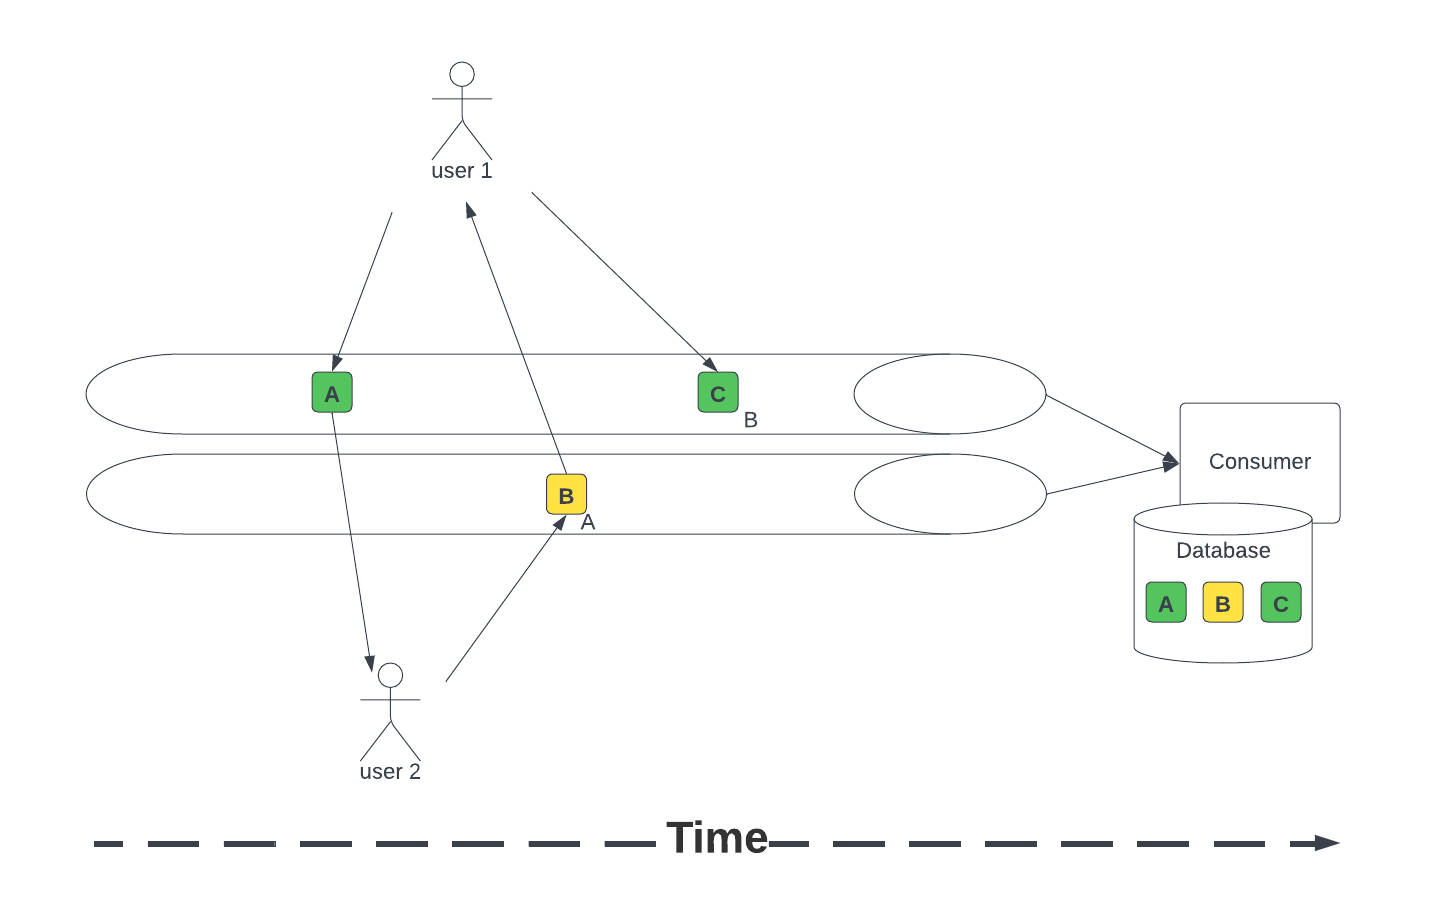 user 1
A
C
B
B
A
Consumer
Database
A B C
user 2
Time